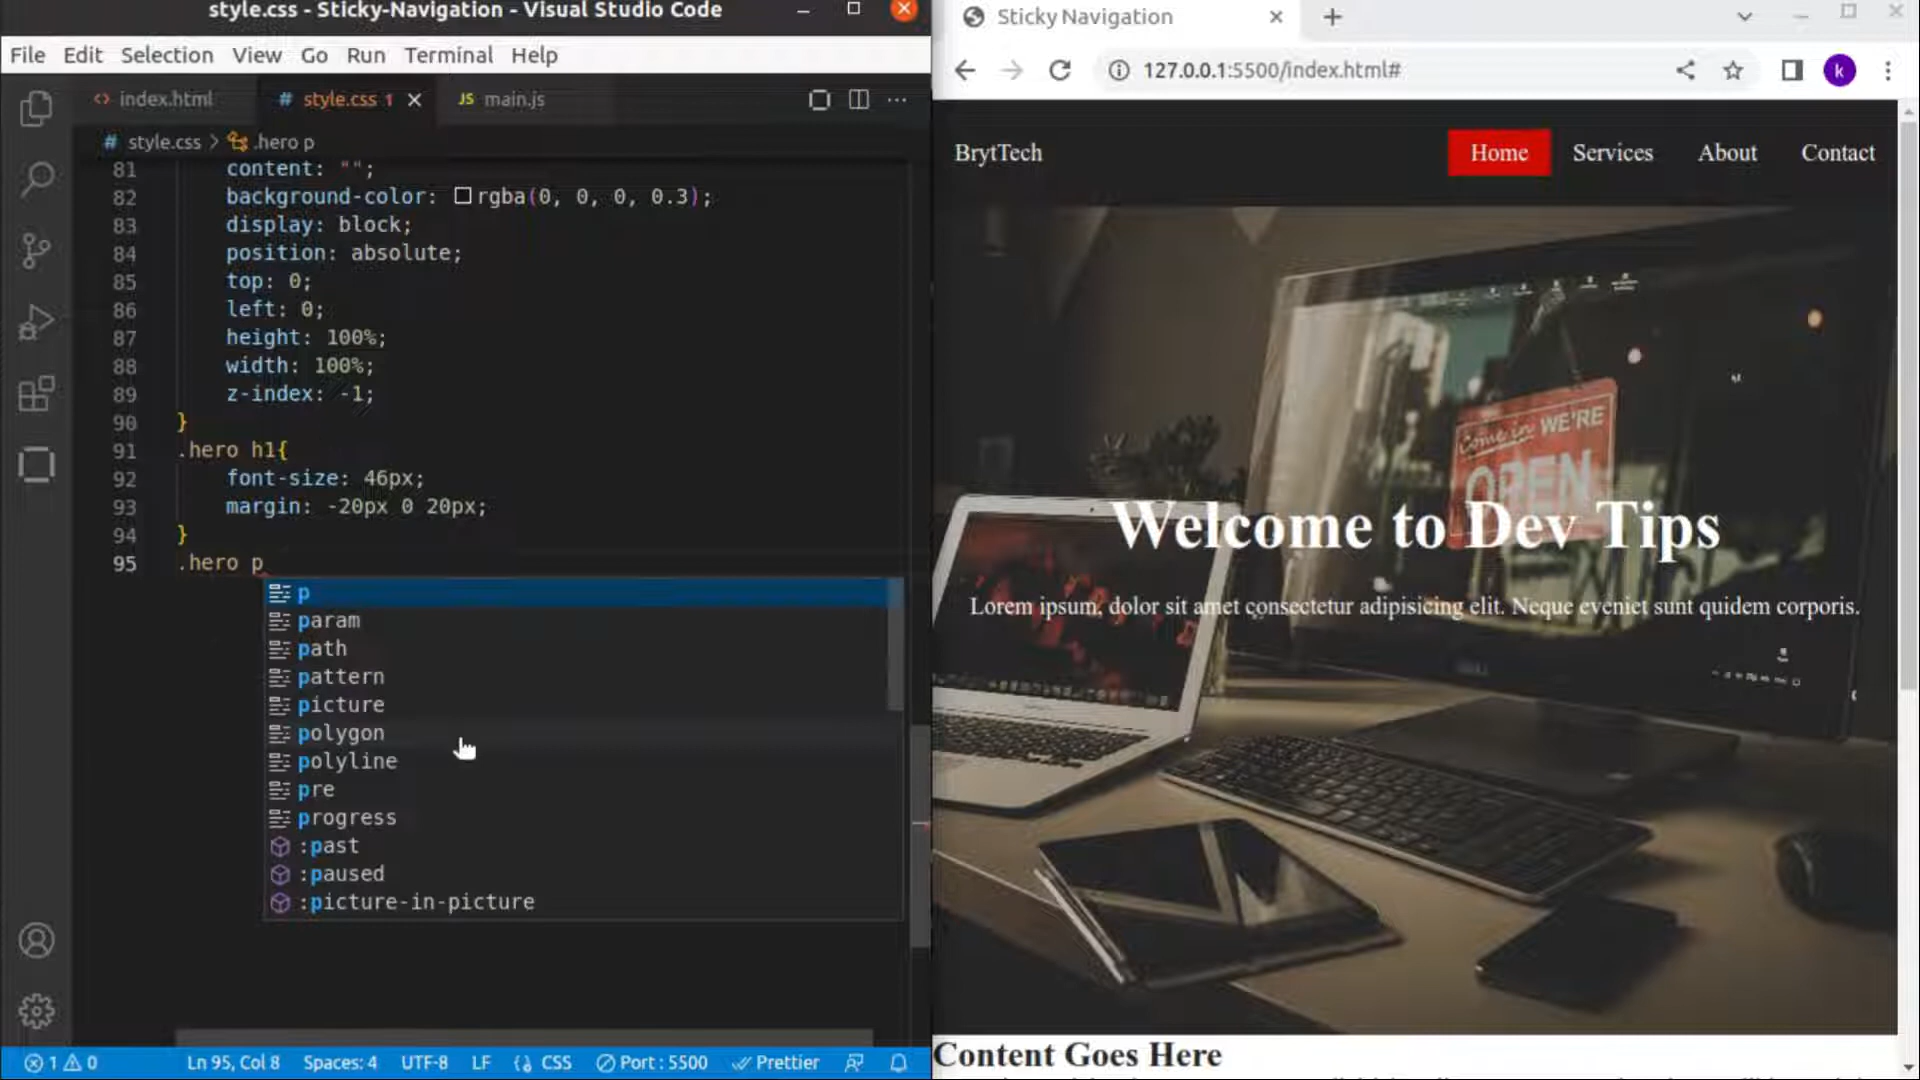 style.css - Sticky-Navigation - Visual Studio Code
File Edit Selection View Go Run Terminal Help
index.html
# style.css 1
JS main.js
# style.css > .hero p
81 content: "";
82 background-color: rgba(0, 0, 0, 0.3);
83 display: block;
84 position: absolute;
85 top: 0;
86 left: 0;
87 height: 100%;
88 width: 100%;
89 z-index: -1;
90 }
91 .hero h1{
92 font-size: 46px;
93 margin: -20px 0 20px;
94 }
95 .hero p
p
param
path
pattern
picture
polygon
polyline
pre
progress
:past
:paused
:picture-in-picture
1 0 Ln 95, Col 8 Spaces: 4 UTF-8 LF CSS Port : 5500 Prettier
Sticky Navigation
127.0.0.1:5500/index.html#
k
BrytTech
Home Services About Contact
Come in WE'RE
OPEN
Welcome to Dev Tips
Lorem ipsum, dolor sit amet consectetur adipisicing elit. Neque eveniet sunt quidem corporis.
Content Goes Here